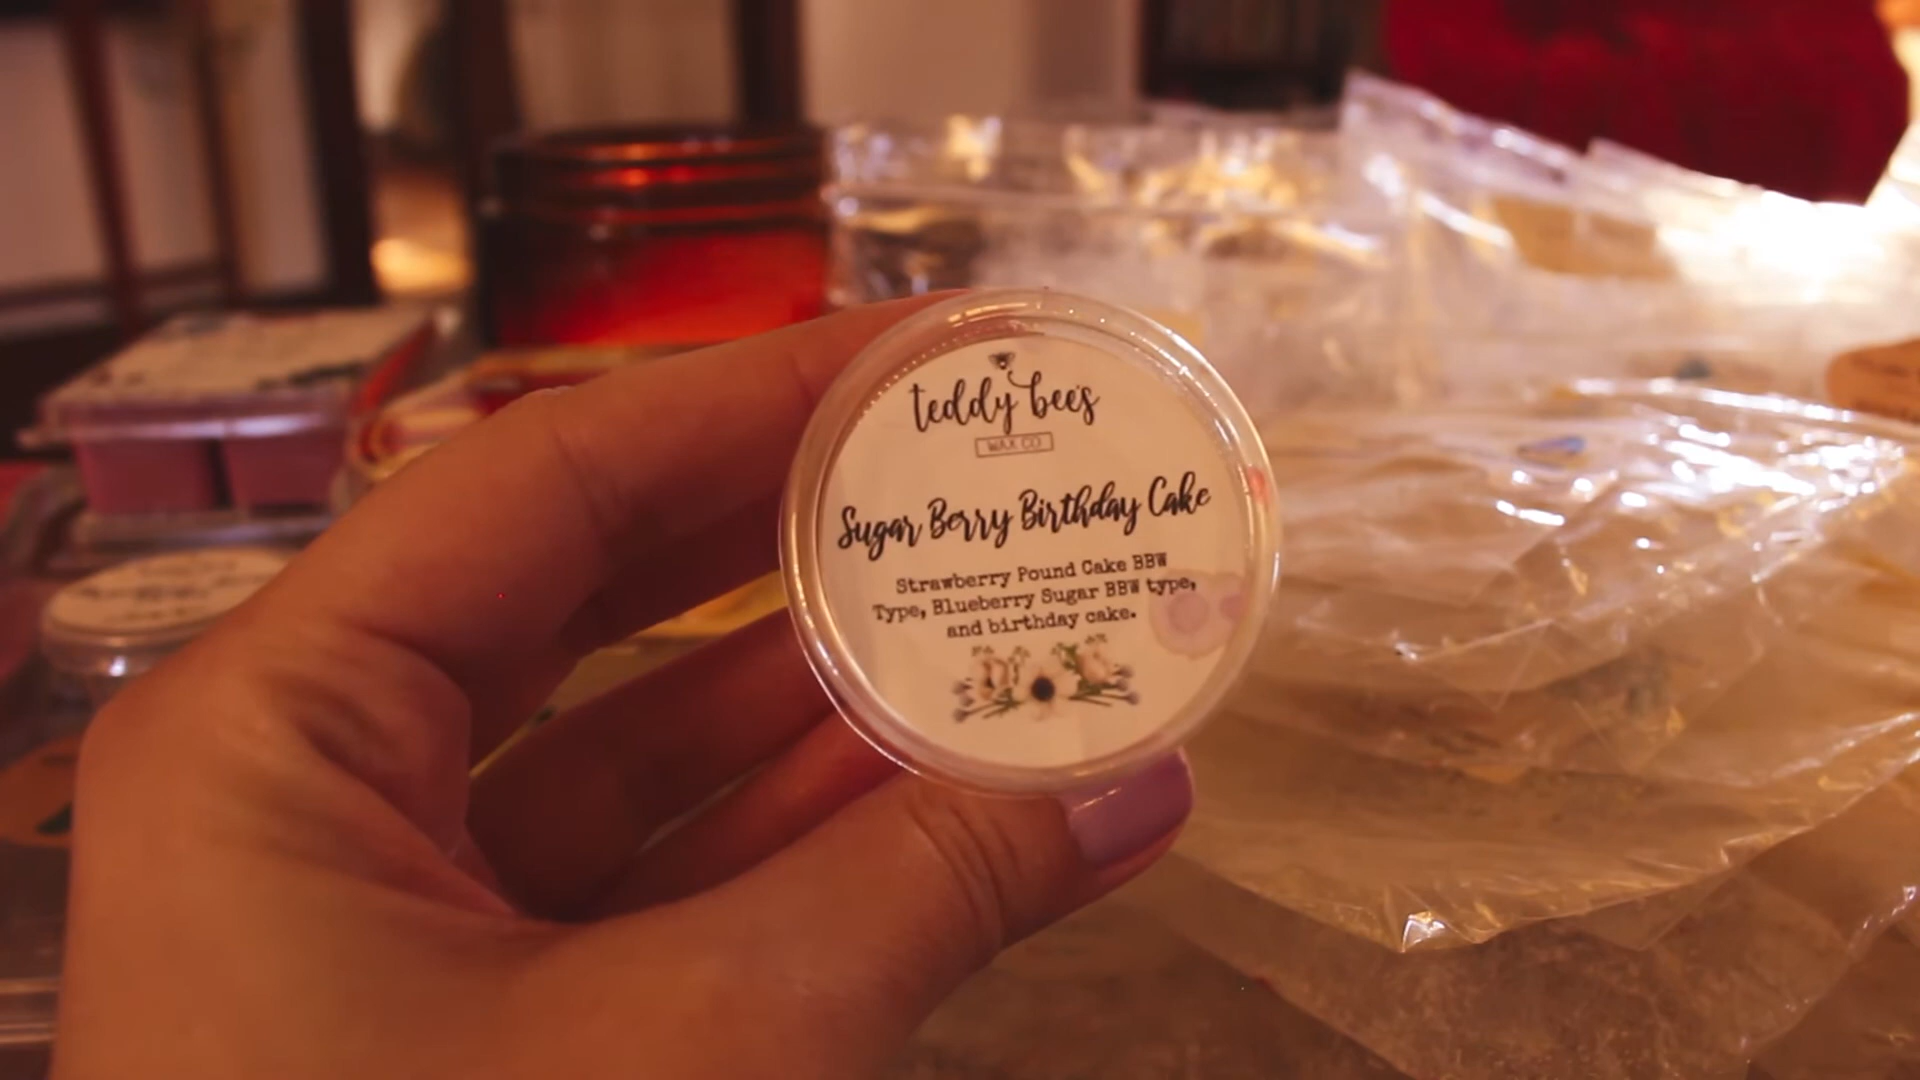 teddy bee's
WAX CO
Sugar Berry Birthday Cake
Strawberry Pound Cake BBW
Type, Blueberry Sugar BBW type,
and birthday cake.